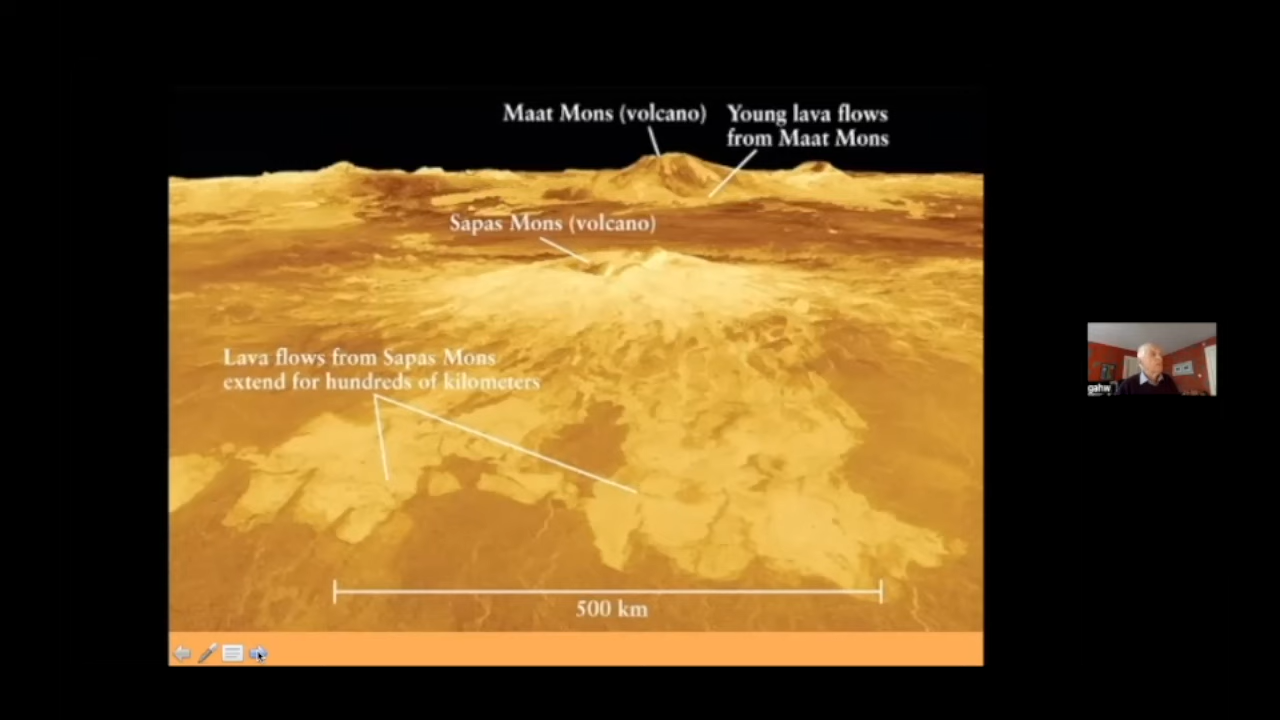 Maat Mons (volcano)
Young lava flows
from Maat Mons
Sapas Mons (volcano)
Lava flows from Sapas Mons
extend for hundreds of kilometers
500 km
gahw